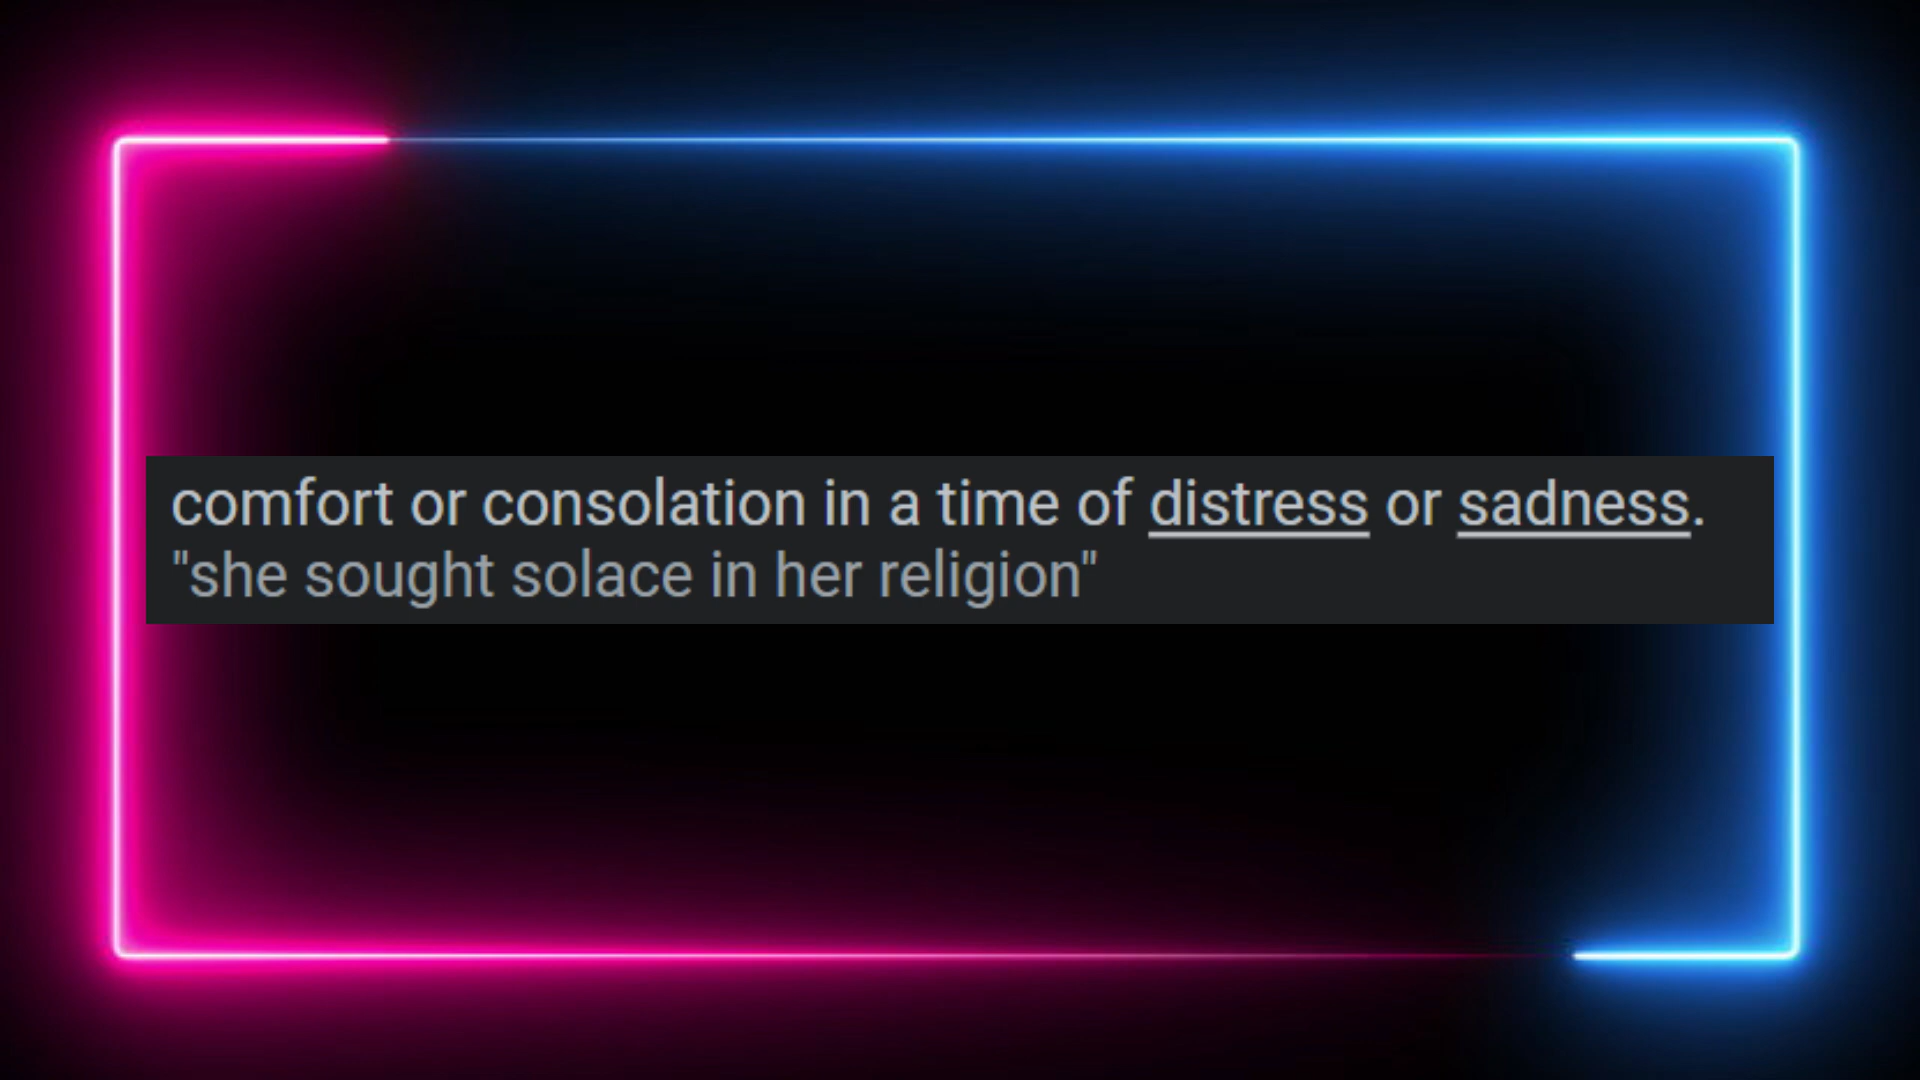 comfort or consolation in a time of distress or sadness.
"she sought solace in her religion"